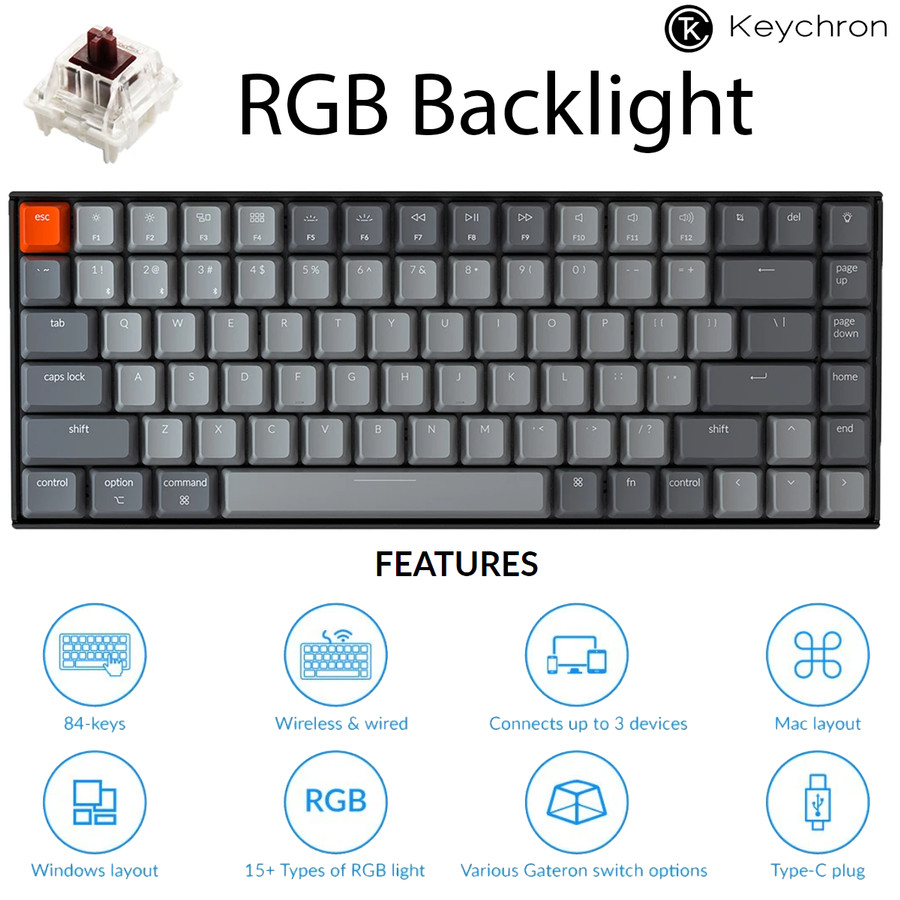 Keychron
RGB Backlight
esc F1 F2 F3 F4 F5 F6 F7 F8 F9 F10 F11 F12 del
` ~ 1 ! 2 @ 3 # 4 $ 5 % 6 ^ 7 & 8 * 9 ( 0 ) - = + page up
tab Q W E R T Y U I O P [ { ] } \ | page down
caps lock A S D F G H J K L home
shift Z X C V B N M , < . > / ? shift end
control option command fn control
FEATURES
84-keys Wireless & wired Connects up to 3 devices Mac layout
RGB
Windows layout 15+ Types of RGB light Various Gateron switch options Type-C plug